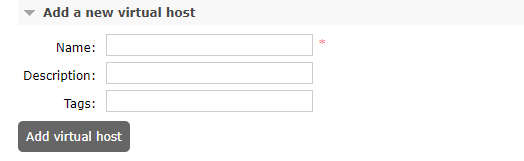 Add a new virtual host
Name: *
Description:
Tags:
Add virtual host